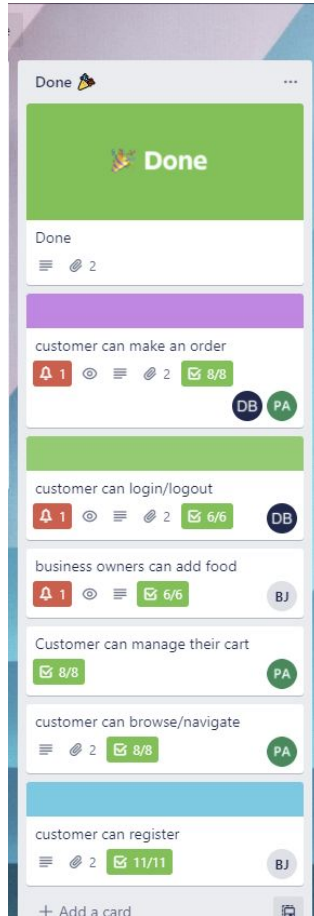 Done 🎉
🎉 Done
Done
2
customer can make an order
1 2 8/8
DB PA
customer can login/logout
1 2 6/6 DB
business owners can add food
1 6/6 BJ
Customer can manage their cart
8/8 PA
customer can browse/navigate
2 8/8 PA
customer can register
2 11/11 BJ
+ Add a card